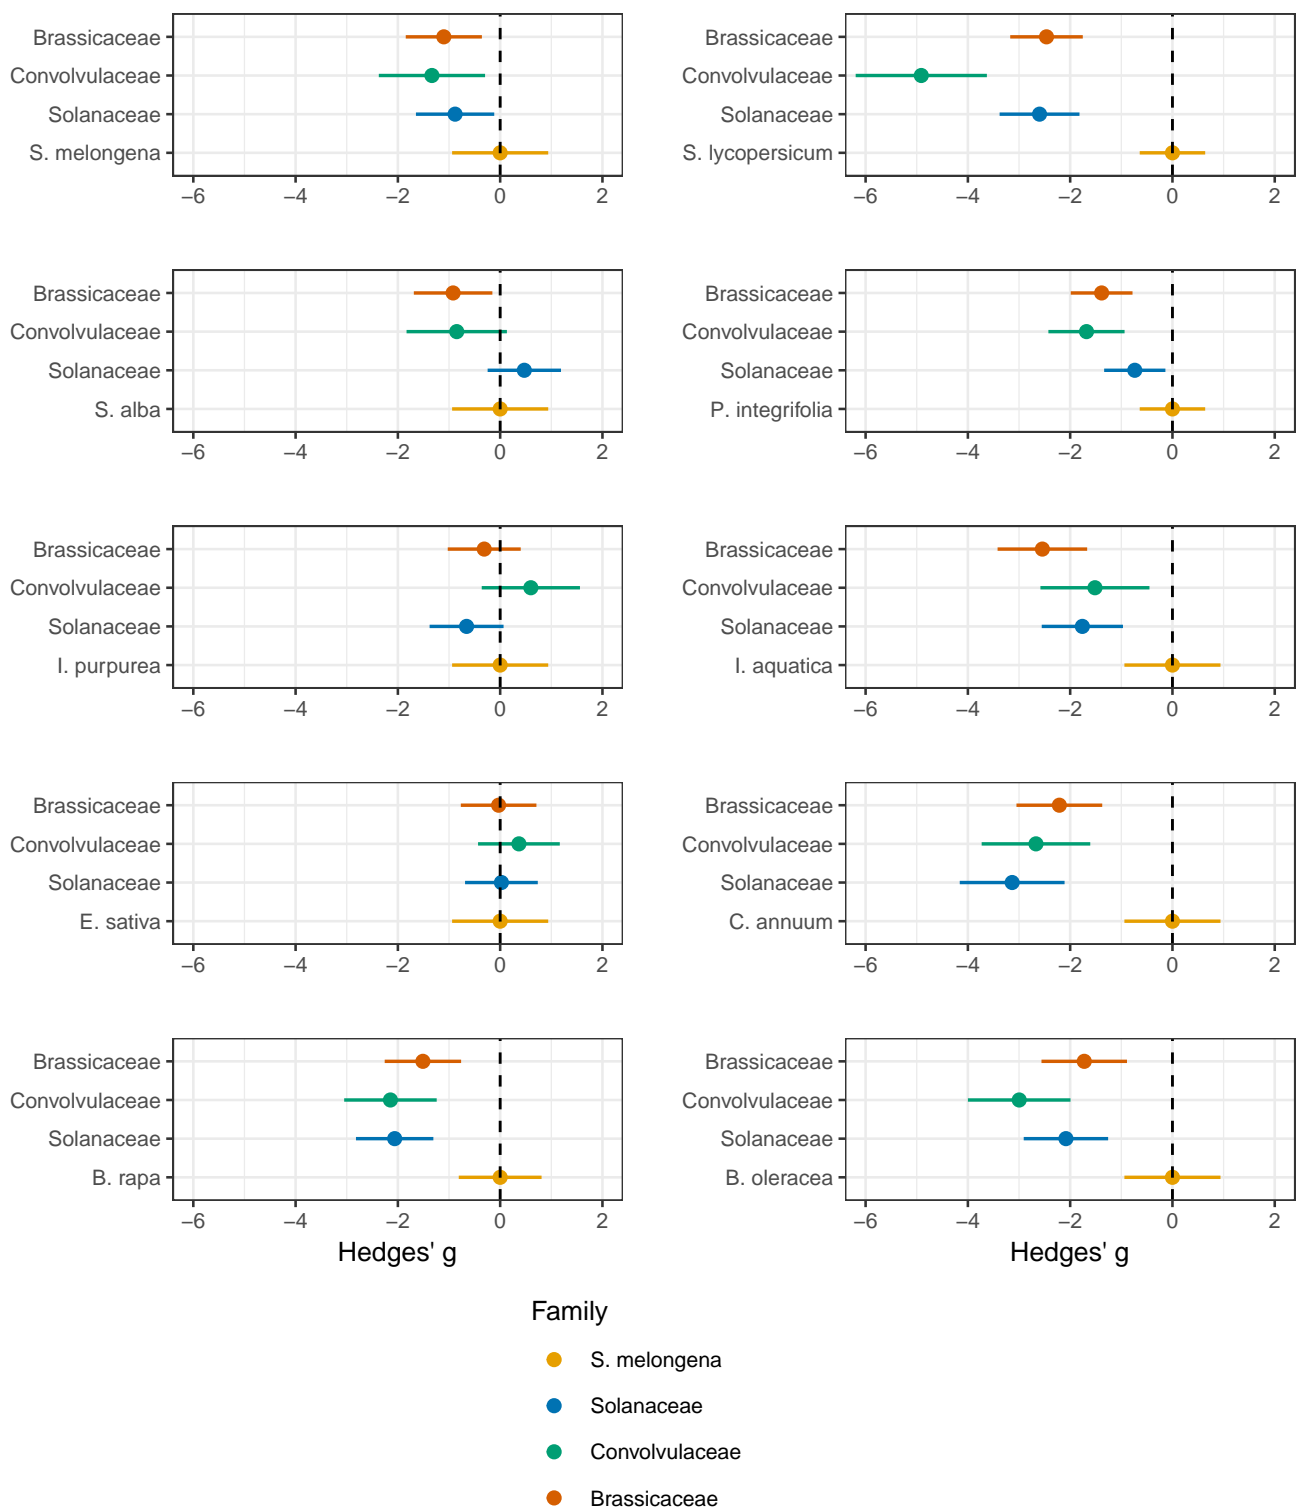 Brassicaceae
Convolvulaceae
Solanaceae
S. melongena
−6 −4 −2 0 2
Brassicaceae
Convolvulaceae
Solanaceae
S. lycopersicum
−6 −4 −2 0 2
Brassicaceae
Convolvulaceae
Solanaceae
S. alba
−6 −4 −2 0 2
Brassicaceae
Convolvulaceae
Solanaceae
P. integrifolia
−6 −4 −2 0 2
Brassicaceae
Convolvulaceae
Solanaceae
I. purpurea
−6 −4 −2 0 2
Brassicaceae
Convolvulaceae
Solanaceae
I. aquatica
−6 −4 −2 0 2
Brassicaceae
Convolvulaceae
Solanaceae
E. sativa
−6 −4 −2 0 2
Brassicaceae
Convolvulaceae
Solanaceae
C. annuum
−6 −4 −2 0 2
Brassicaceae
Convolvulaceae
Solanaceae
B. rapa
−6 −4 −2 0 2
Hedges' g
Brassicaceae
Convolvulaceae
Solanaceae
B. oleracea
−6 −4 −2 0 2
Hedges' g
Family
S. melongena
Solanaceae
Convolvulaceae
Brassicaceae